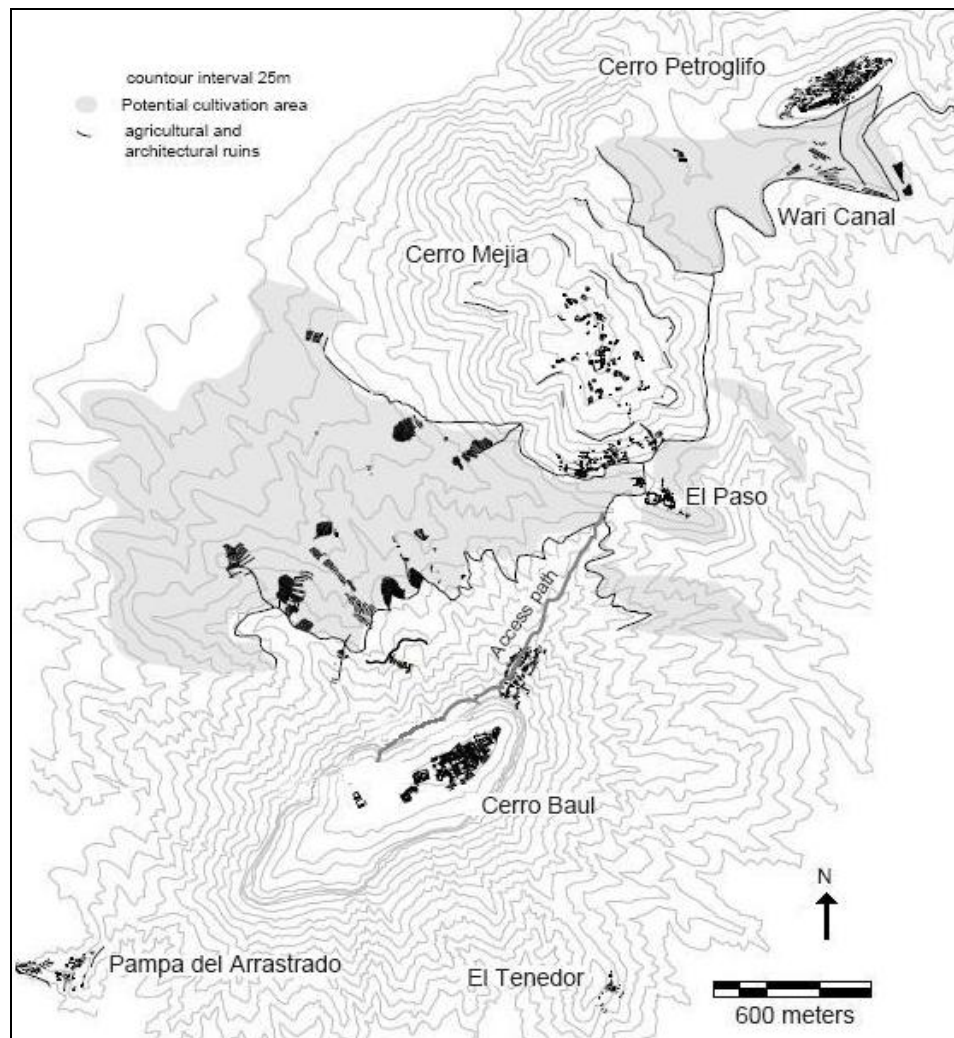 countour interval 25m
Potential cultivation area
agricultural and
architectural ruins
Cerro Petroglifo
Wari Canal
Cerro Mejia
El Paso
Access path
Cerro Baul
N
Pampa del Arrastrado
El Tenedor
600 meters